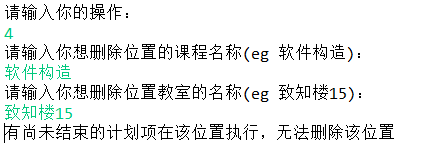 请输入你的操作:
4
请输入你想删除位置的课程名称(eg 软件构造):
软件构造
请输入你想删除位置教室的名称(eg 致知楼15):
致知楼15
有尚未结束的计划项在该位置执行，无法删除该位置